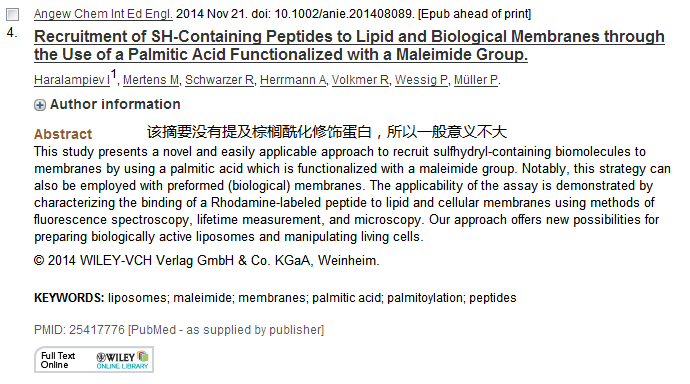 Angew Chem Int Ed Engl. 2014 Nov 21. doi: 10.1002/anie.201408089. [Epub ahead of print]
4. Recruitment of SH-Containing Peptides to Lipid and Biological Membranes through
the Use of a Palmitic Acid Functionalized with a Maleimide Group.
Haralampiev I1, Mertens M, Schwarzer R, Herrmann A, Volkmer R, Wessig P, Müller P.
Author information
Abstract 该摘要没有提及棕榈酰化修饰蛋白，所以一般意义不大
This study presents a novel and easily applicable approach to recruit sulfhydryl-containing biomolecules to
membranes by using a palmitic acid which is functionalized with a maleimide group. Notably, this strategy can
also be employed with preformed (biological) membranes. The applicability of the assay is demonstrated by
characterizing the binding of a Rhodamine-labeled peptide to lipid and cellular membranes using methods of
fluorescence spectroscopy, lifetime measurement, and microscopy. Our approach offers new possibilities for
preparing biologically active liposomes and manipulating living cells.
© 2014 WILEY-VCH Verlag GmbH & Co. KGaA, Weinheim.
KEYWORDS: liposomes; maleimide; membranes; palmitic acid; palmitoylation; peptides
PMID: 25417776 [PubMed - as supplied by publisher]
Full Text
Online
WILEY
ONLINE LIBRARY